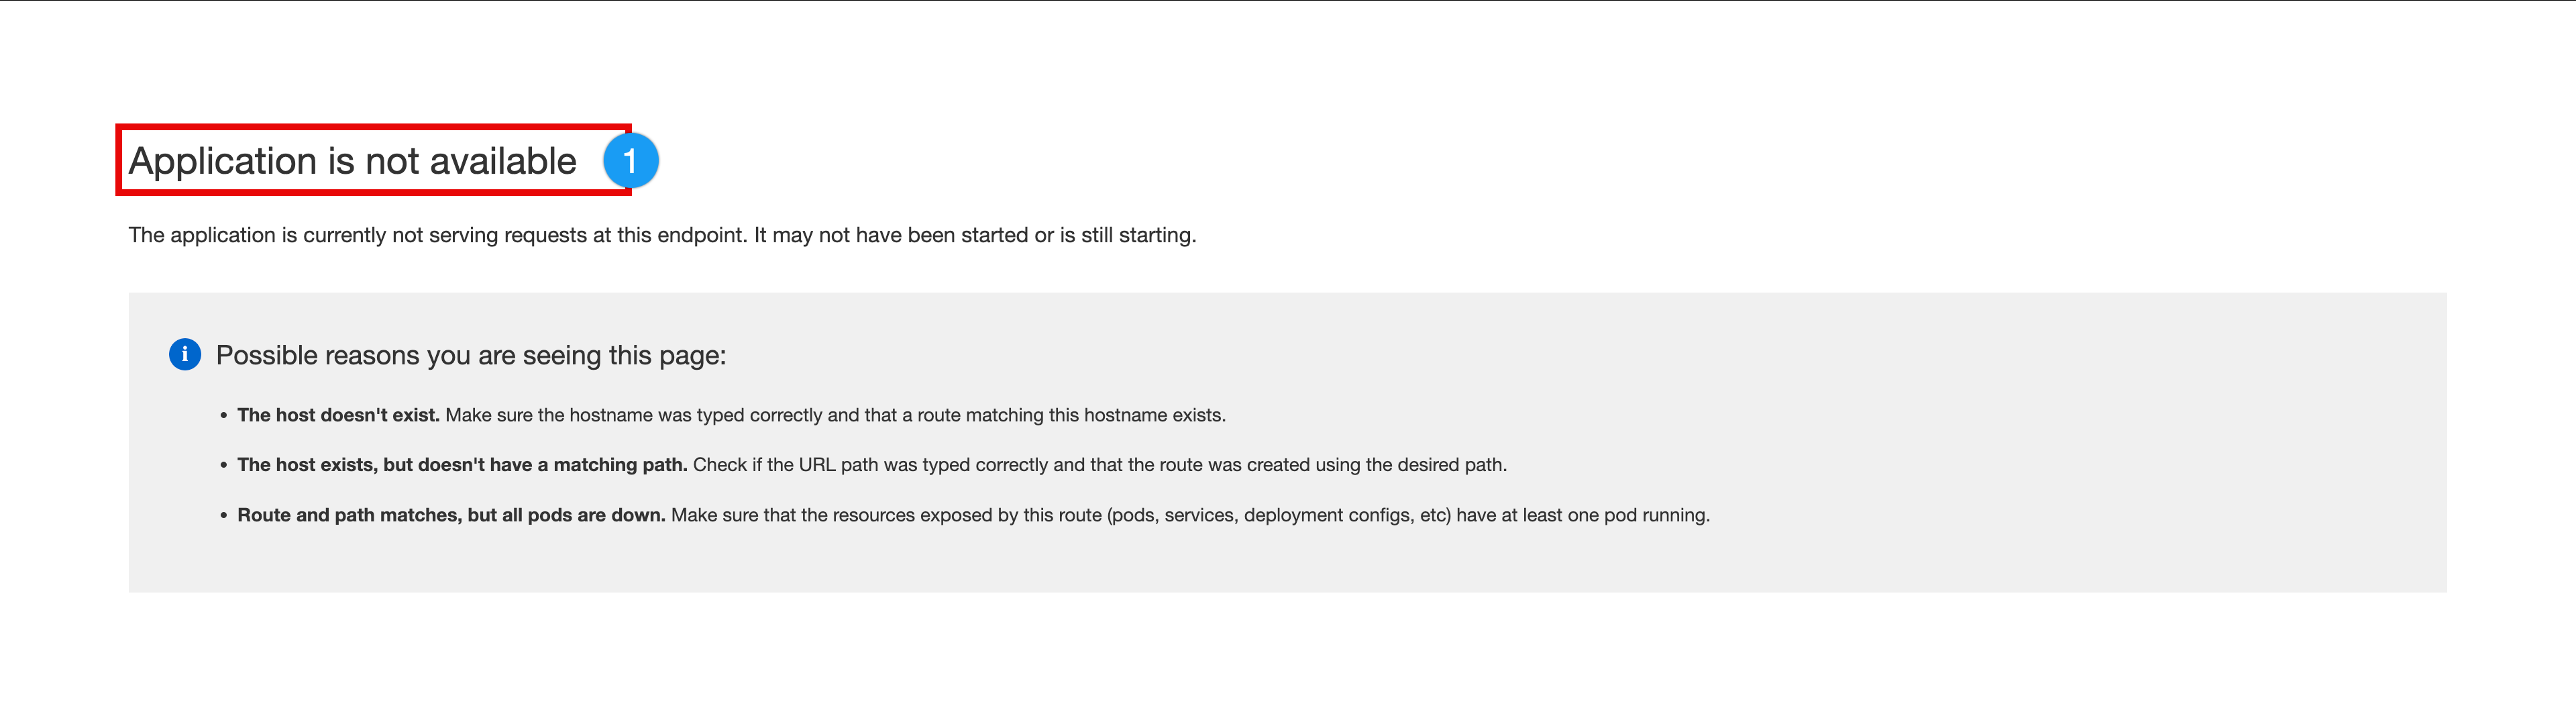 Application is not available 1
The application is currently not serving requests at this endpoint. It may not have been started or is still starting.
i Possible reasons you are seeing this page:
• The host doesn't exist. Make sure the hostname was typed correctly and that a route matching this hostname exists.
• The host exists, but doesn't have a matching path. Check if the URL path was typed correctly and that the route was created using the desired path.
• Route and path matches, but all pods are down. Make sure that the resources exposed by this route (pods, services, deployment configs, etc) have at least one pod running.